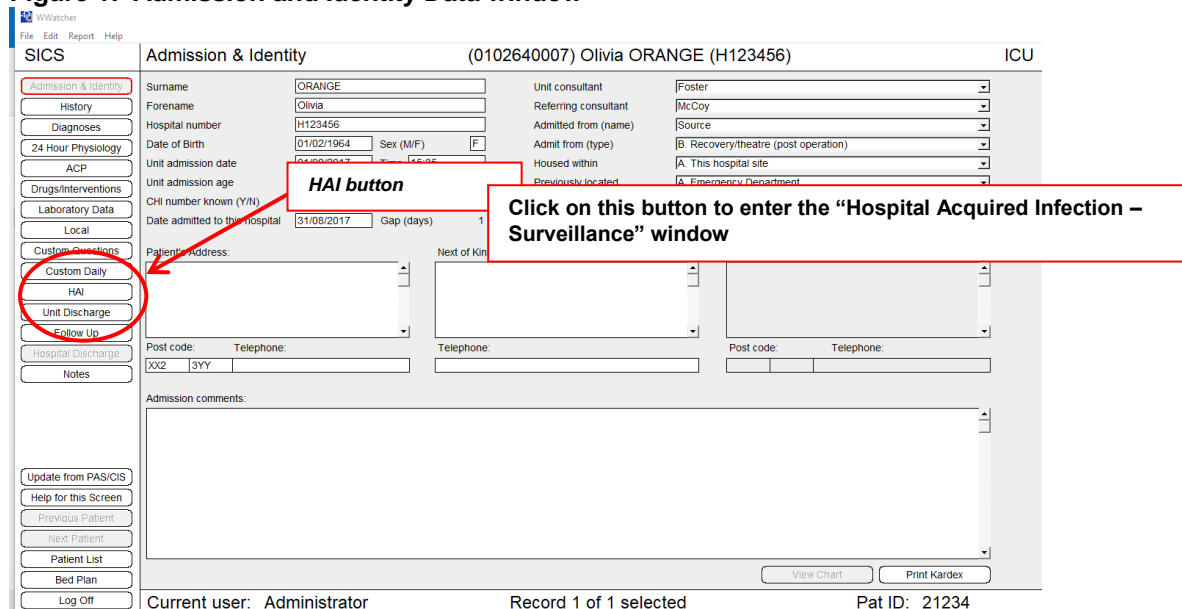 WWatcher
File Edit Report Help
SICS Admission & Identity (0102640007) Olivia ORANGE (H123456) ICU
Admission & Identity
History
Diagnoses
24 Hour Physiology
ACP
Drugs/Interventions
Laboratory Data
Local
Custom Questions
Custom Daily
HAI
Unit Discharge
Follow Up
Hospital Discharge
Notes
Update from PAS/CIS
Help for this Screen
Previous Patient
Next Patient
Patient List
Bed Plan
Log Off
Surname ORANGE
Forename Olivia
Hospital number H123456
Date of Birth 01/02/1964 Sex (M/F) F
Unit admission date
Unit admission age
CHI number known (Y/N)
Date admitted to this hospital 31/08/2017 Gap (days) 1
Unit consultant Foster
Referring consultant McCoy
Admitted from (name) Source
Admit from (type) B. Recovery/theatre (post operation)
Housed within A. This hospital site
Previously located A. Emergency Department
HAI button
Click on this button to enter the “Hospital Acquired Infection –
Surveillance” window
Patient's Address: Next of Kin
Post code: Telephone: Telephone: Post code: Telephone:
XX2 3YY
Admission comments:
View Chart Print Kardex
Current user: Administrator Record 1 of 1 selected Pat ID: 21234